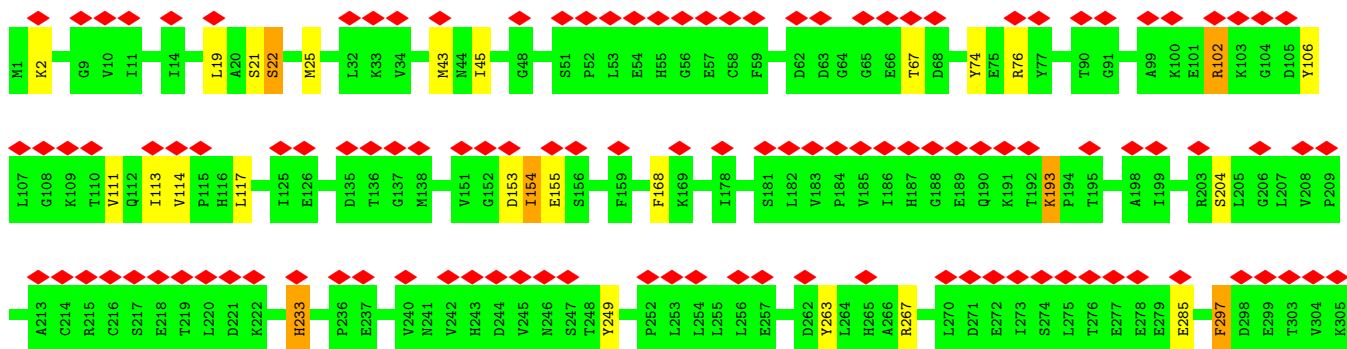 M1 K2 G9 V10 I11 I14 L19 A20 S21 S22 M25 L32 K33 V34 M43 N44 I45 G48 S51 P52 L53 E54 H55 G56 E57 C58 F59 D62 D63 G64 G65 E66 T67 D68 Y74 E75 R76 Y77 T90 G91 A99 K100 E101 R102 K103 G104 D105 Y106
L107 G108 K109 T110 V111 Q112 I113 V114 P115 H116 L117 I125 E126 D135 T136 G137 M138 V151 G152 D153 I154 E155 S156 F159 F168 K169 I178 S181 L182 V183 P184 V185 I186 H187 G188 E189 Q190 K191 T192 K193 P194 T195 A198 I199 R203 S204 L205 G206 L207 V208 P209
A213 C214 R215 C216 S217 E218 T219 L220 D221 K222 H233 P236 E237 V240 N241 V242 H243 D244 V245 N246 S247 T248 Y249 P252 L253 L254 L255 L256 E257 D262 Y263 L264 H265 A266 R267 L270 D271 E272 I273 S274 L275 T276 E277 E278 E279 E285 F297 D298 E299 T303 V304 K305